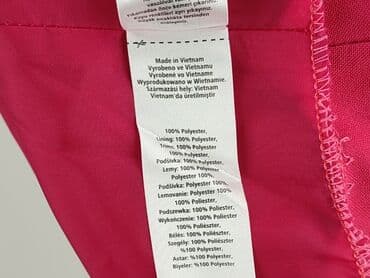 Made in Vietnam
Vyrobeno ve Vietnamu
Vyrobené vo Vietname
Wyprodukowano w Wietnamie.
Származási hely: Vietnam
Vietnam'da üretilmiştir
100% Polyester,
Lining: 100% Polyester,
100% Polyester,
Podšívka: 100% Polyester,
Lemy: 100% Polyester
Polyester 100%,
Podšívka: Polyester 100%,
Lemovanie: Polyester 100%
100% Poliester,
Podszewka: 100% Poliester,
Wykończenie: 100% Poliester
100% Poliészter,
Bélés: 100% Poliészter,
Szegély: 100% Poliészter
%100 Polyester,
Astar: %100 Polyester,
Biyeler: %100 Polyester